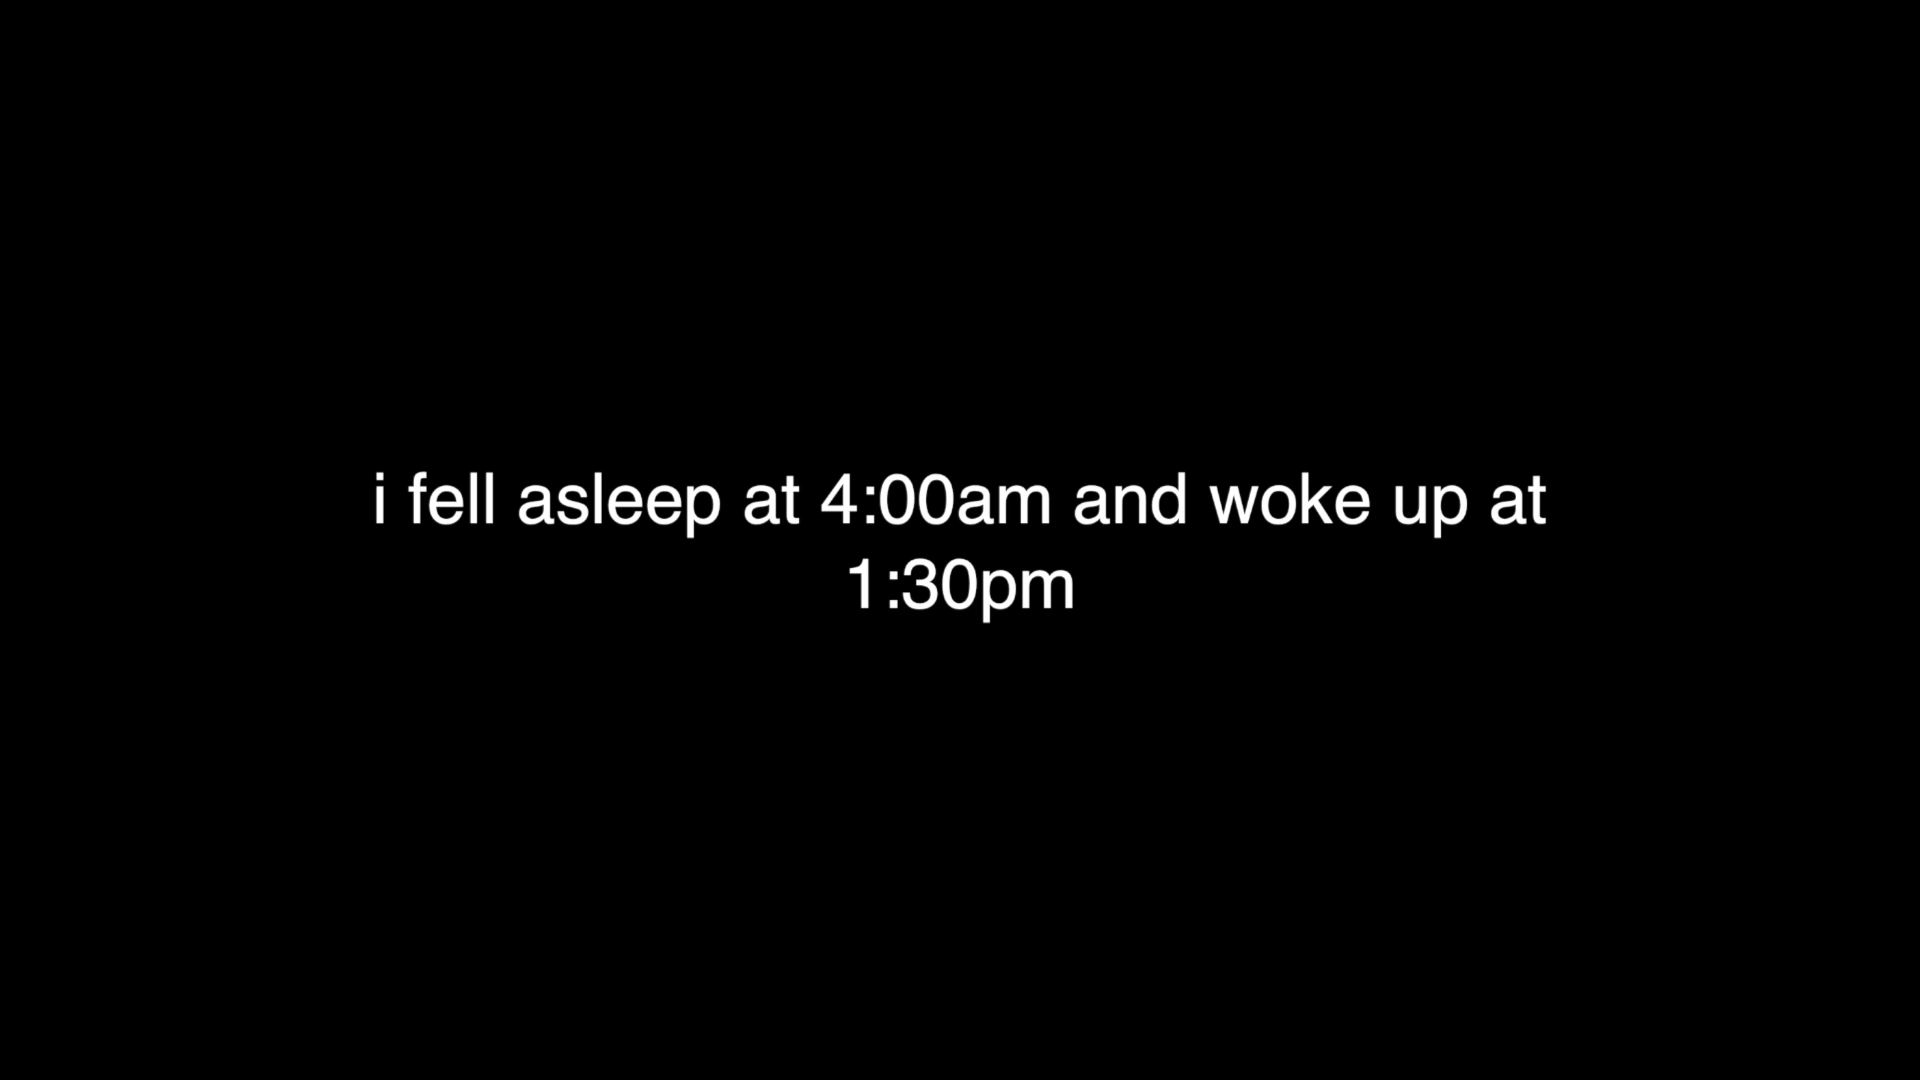 i fell asleep at 4:00am and woke up at
1:30pm